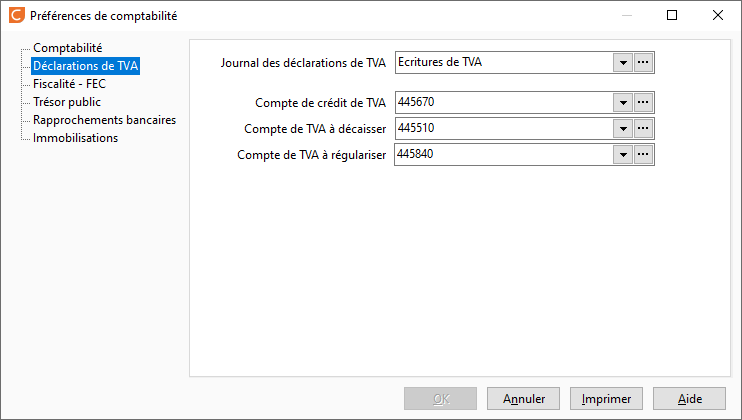 Préférences de comptabilité
Comptabilité
Déclarations de TVA
Fiscalité - FEC
Trésor public
Rapprochements bancaires
Immobilisations
Journal des déclarations de TVA Ecritures de TVA
Compte de crédit de TVA 445670
Compte de TVA à décaisser 445510
Compte de TVA à régulariser 445840
OK Annuler Imprimer Aide